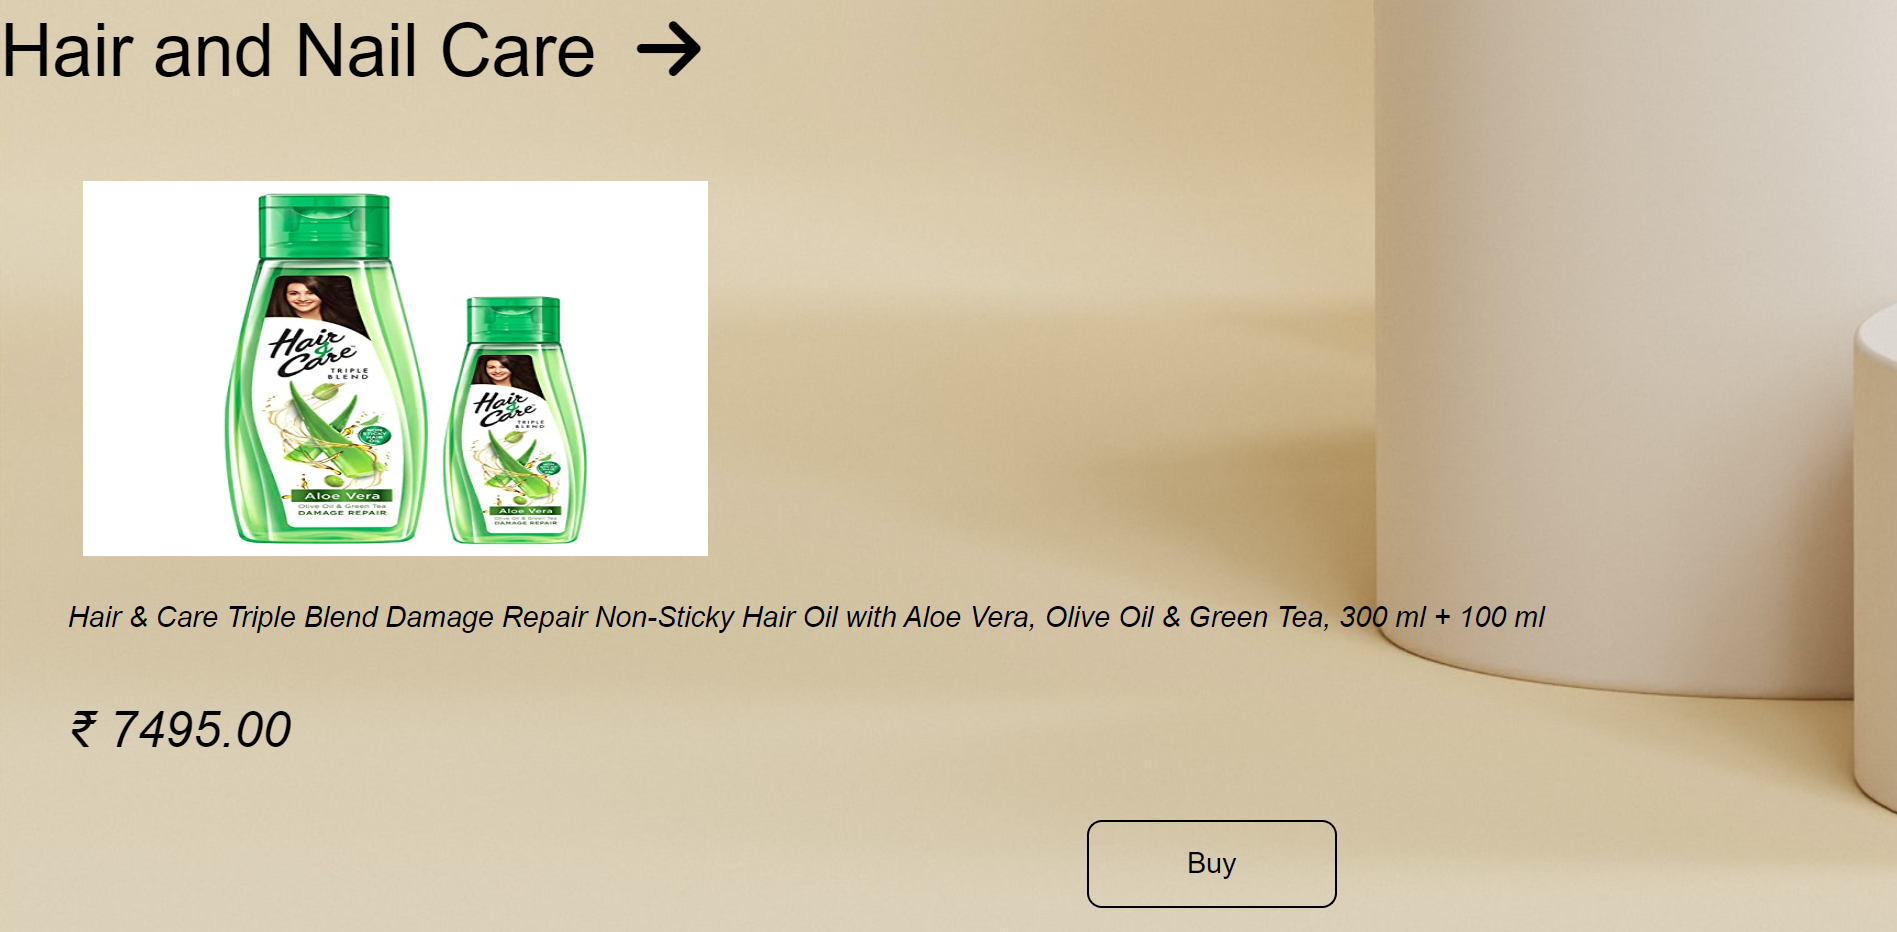 Hair and Nail Care →
Hair
&
Care
TRIPLE
BLEND
NON
STICKY
HAIR
OIL
Aloe Vera
Olive Oil & Green Tea
DAMAGE REPAIR
Hair
&
Care
TRIPLE
BLEND
Aloe Vera
Olive Oil & Green Tea
DAMAGE REPAIR
Hair & Care Triple Blend Damage Repair Non-Sticky Hair Oil with Aloe Vera, Olive Oil & Green Tea, 300 ml + 100 ml
₹ 7495.00
Buy